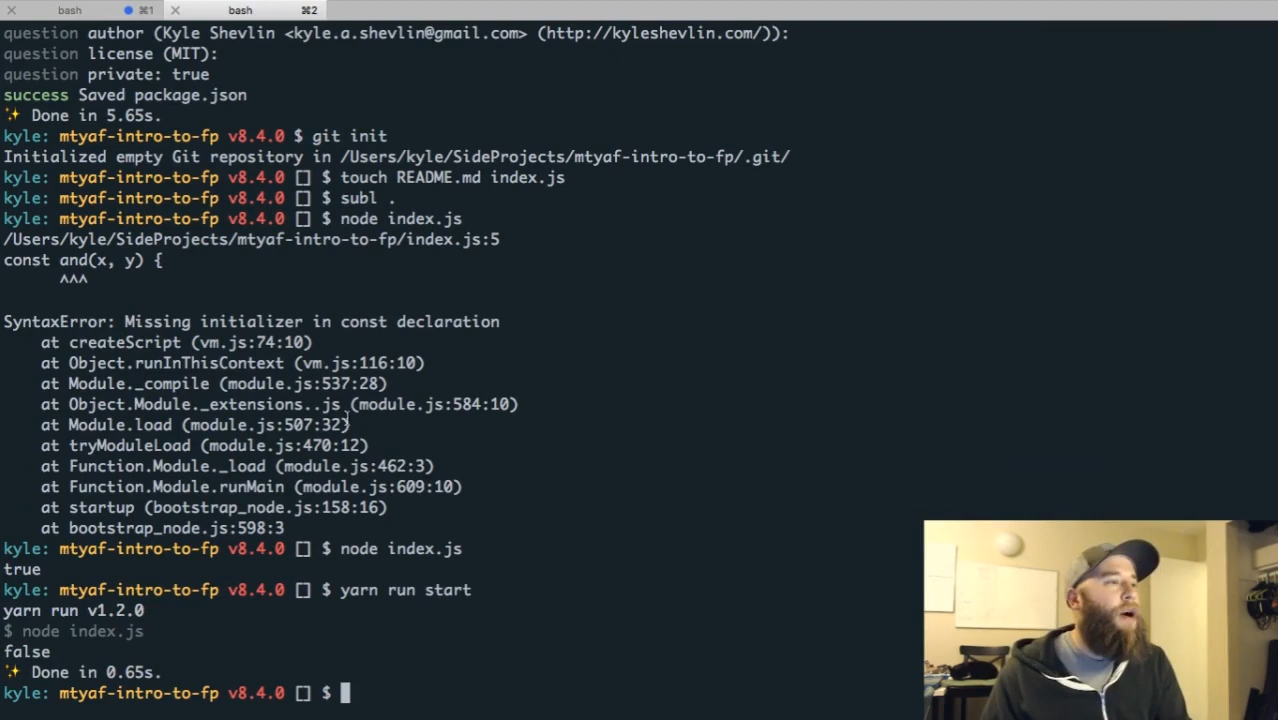 bash ⌘1 bash ⌘2
question author (Kyle Shevlin <kyle.a.shevlin@gmail.com> (http://kyleshevlin.com/)):
question license (MIT):
question private: true
success Saved package.json
✨ Done in 5.65s.
kyle: mtyaf-intro-to-fp v8.4.0 $ git init
Initialized empty Git repository in /Users/kyle/SideProjects/mtyaf-intro-to-fp/.git/
kyle: mtyaf-intro-to-fp v8.4.0 [] $ touch README.md index.js
kyle: mtyaf-intro-to-fp v8.4.0 [] $ subl .
kyle: mtyaf-intro-to-fp v8.4.0 [] $ node index.js
/Users/kyle/SideProjects/mtyaf-intro-to-fp/index.js:5
const and(x, y) {
^^^
SyntaxError: Missing initializer in const declaration
at createScript (vm.js:74:10)
at Object.runInThisContext (vm.js:116:10)
at Module._compile (module.js:537:28)
at Object.Module._extensions..js (module.js:584:10)
at Module.load (module.js:507:32)
at tryModuleLoad (module.js:470:12)
at Function.Module._load (module.js:462:3)
at Function.Module.runMain (module.js:609:10)
at startup (bootstrap_node.js:158:16)
at bootstrap_node.js:598:3
kyle: mtyaf-intro-to-fp v8.4.0 [] $ node index.js
true
kyle: mtyaf-intro-to-fp v8.4.0 [] $ yarn run start
yarn run v1.2.0
$ node index.js
false
✨ Done in 0.65s.
kyle: mtyaf-intro-to-fp v8.4.0 [] $